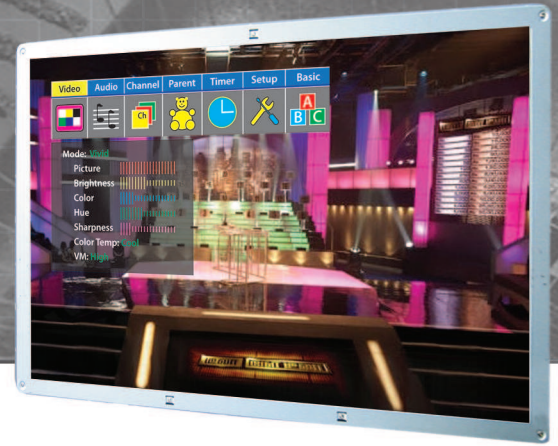 Video Audio Channel Parent Timer Setup Basic
Ch
A
B C
Mode: Vivid
Picture
Brightness
Color
Hue
Sharpness
Color Temp: Cool
VM: High